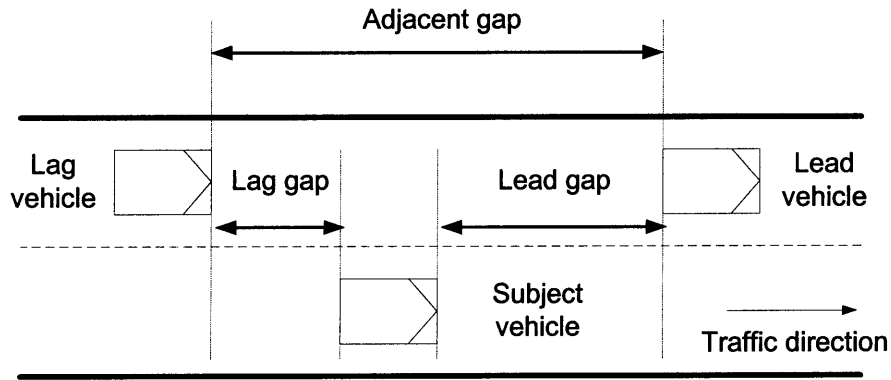 Adjacent gap
Lag
vehicle
Lag gap
Lead gap
Lead
vehicle
Subject
vehicle
Traffic direction